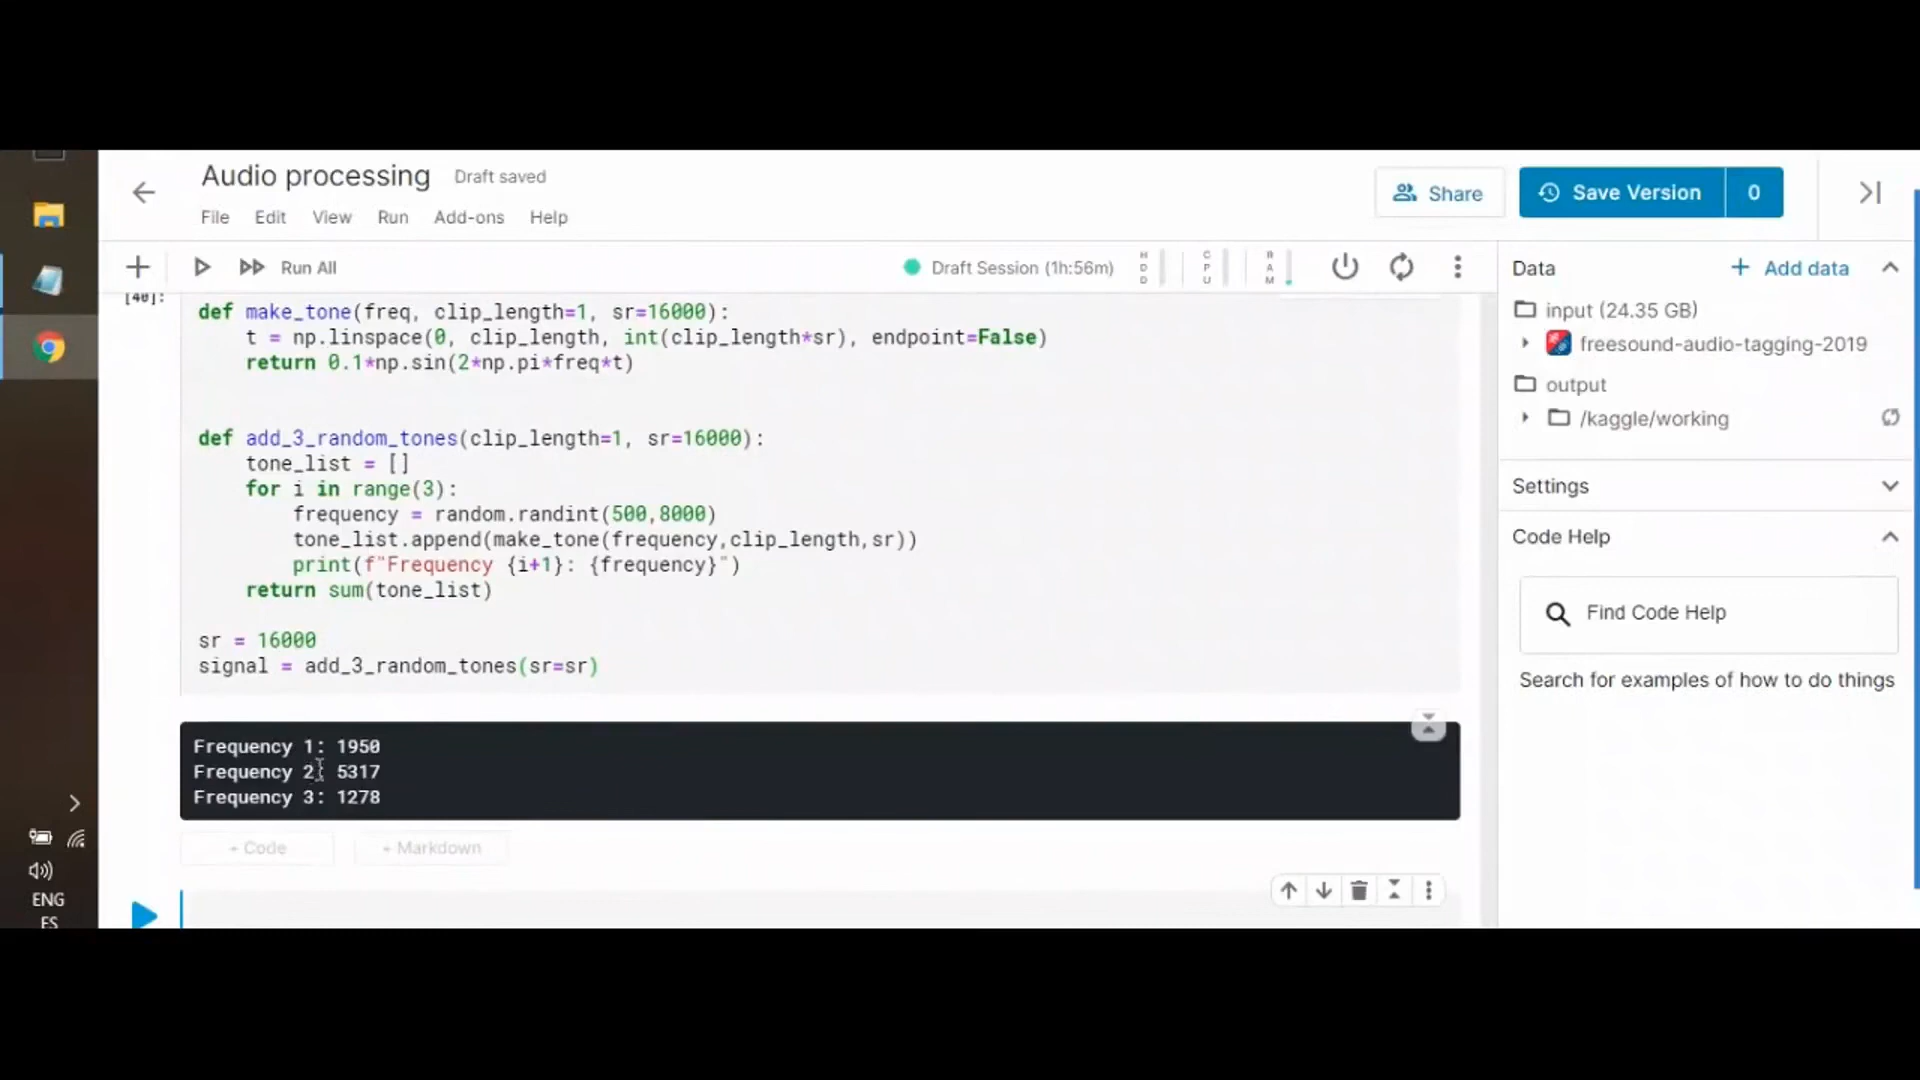 Audio processing Draft saved
File Edit View Run Add-ons Help
Share
Save Version 0
Run All
Draft Session (1h:56m)
HDD
CPU
RAM
[40]:
def make_tone(freq, clip_length=1, sr=16000):
t = np.linspace(0, clip_length, int(clip_length*sr), endpoint=False)
return 0.1*np.sin(2*np.pi*freq*t)
def add_3_random_tones(clip_length=1, sr=16000):
tone_list = []
for i in range(3):
frequency = random.randint(500,8000)
tone_list.append(make_tone(frequency,clip_length,sr))
print(f"Frequency {i+1}: {frequency}")
return sum(tone_list)
sr = 16000
signal = add_3_random_tones(sr=sr)
Frequency 1: 1950
Frequency 2: 5317
Frequency 3: 1278
+ Code + Markdown
Data
+ Add data
input (24.35 GB)
freesound-audio-tagging-2019
output
/kaggle/working
Settings
Code Help
Find Code Help
Search for examples of how to do things
ENG
ES